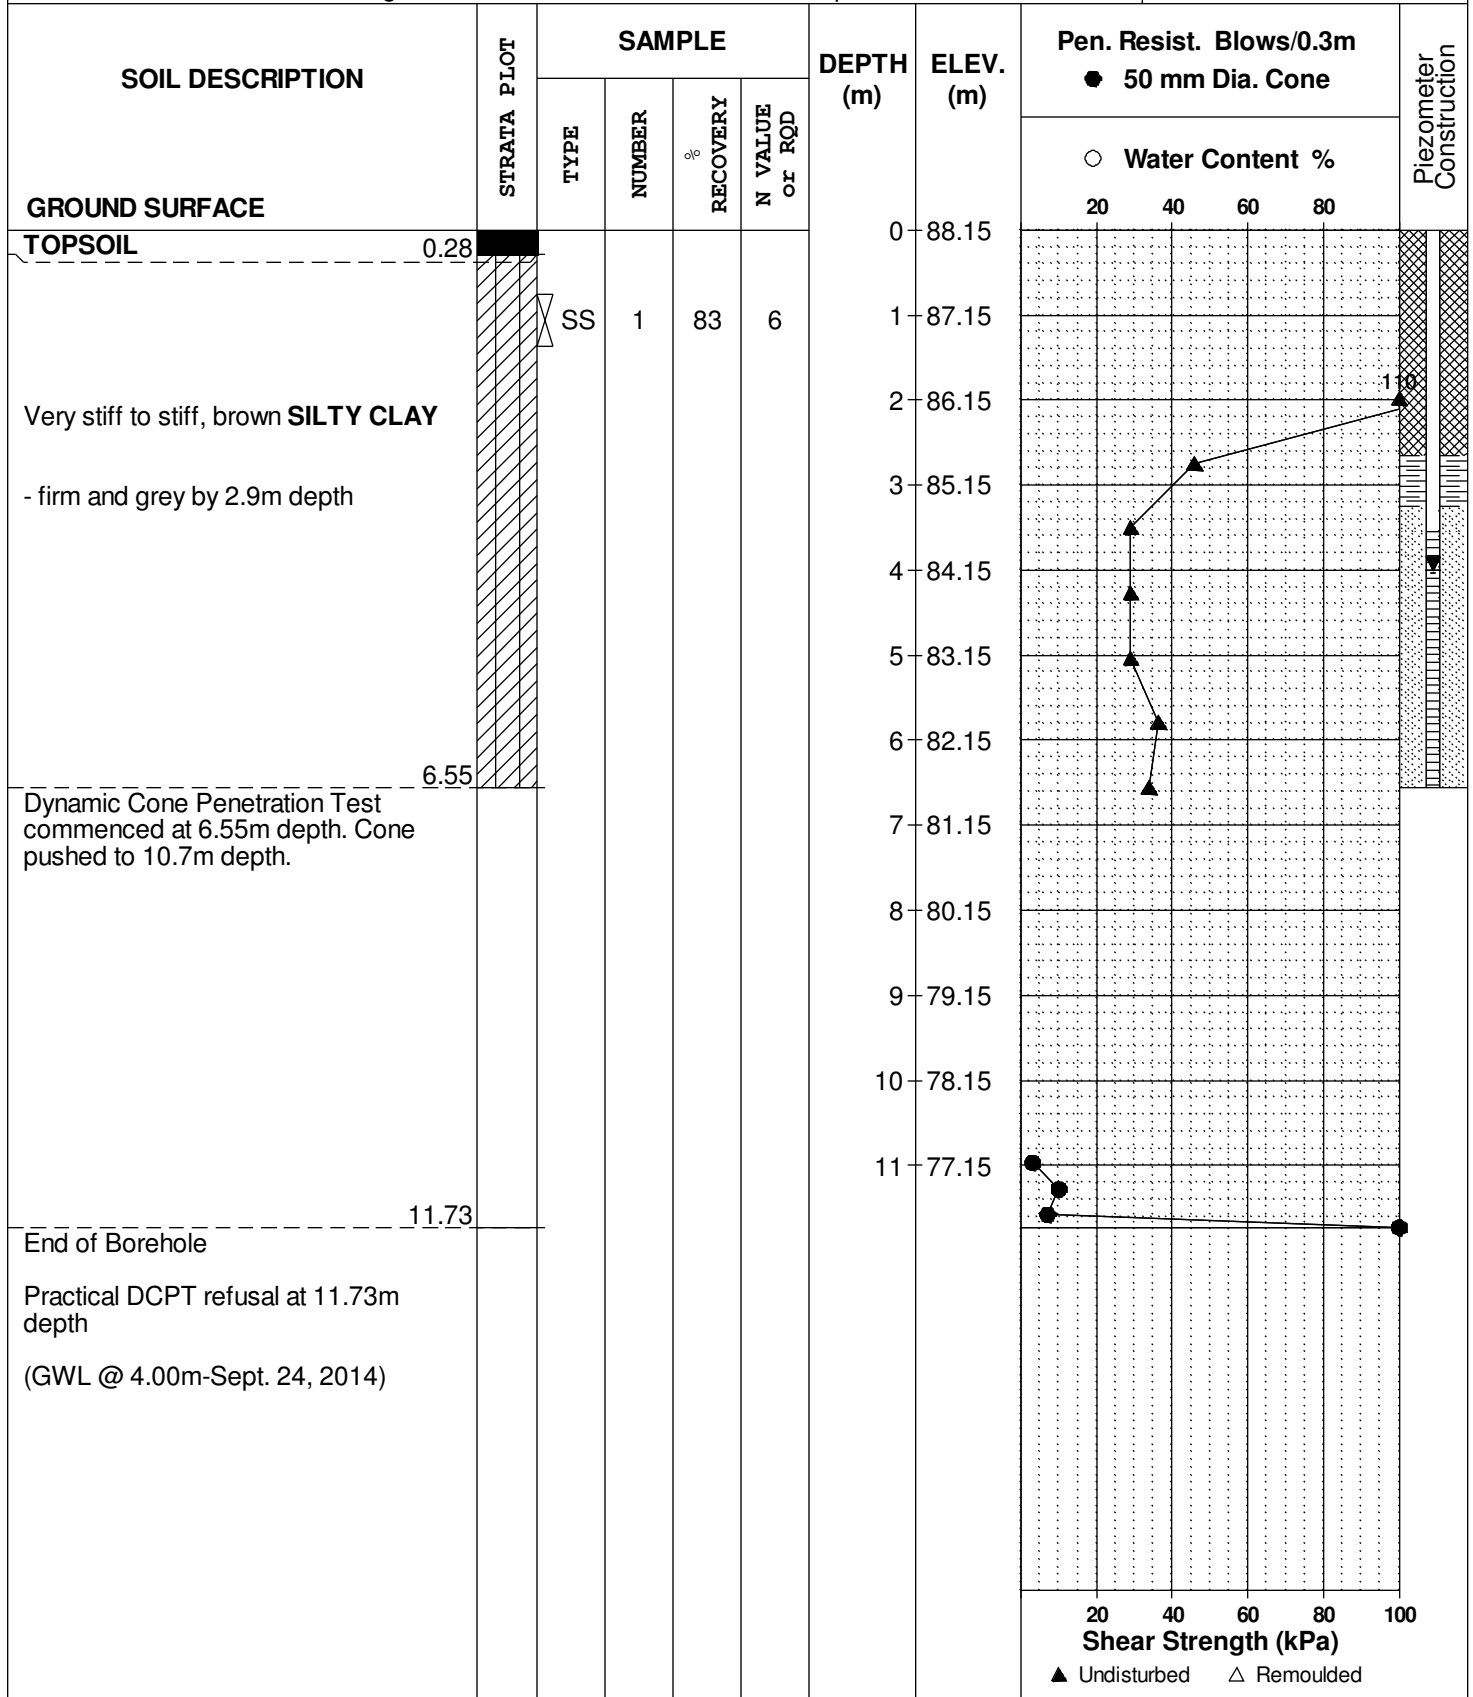 SOIL DESCRIPTION
GROUND SURFACE
STRATA PLOT
SAMPLE
TYPE
NUMBER
% RECOVERY
N VALUE or RQD
DEPTH (m)
ELEV. (m)
Pen. Resist. Blows/0.3m
● 50 mm Dia. Cone
○ Water Content %
20 40 60 80
Piezometer Construction
TOPSOIL 0.28
0 88.15
SS 1 83 6
1 87.15
110
2 86.15
Very stiff to stiff, brown SILTY CLAY
3 85.15
- firm and grey by 2.9m depth
4 84.15
5 83.15
6 82.15
6.55
Dynamic Cone Penetration Test
commenced at 6.55m depth. Cone
pushed to 10.7m depth.
7 81.15
8 80.15
9 79.15
10 78.15
11 77.15
11.73
End of Borehole
Practical DCPT refusal at 11.73m
depth
(GWL @ 4.00m-Sept. 24, 2014)
20 40 60 80 100
Shear Strength (kPa)
▲ Undisturbed △ Remoulded